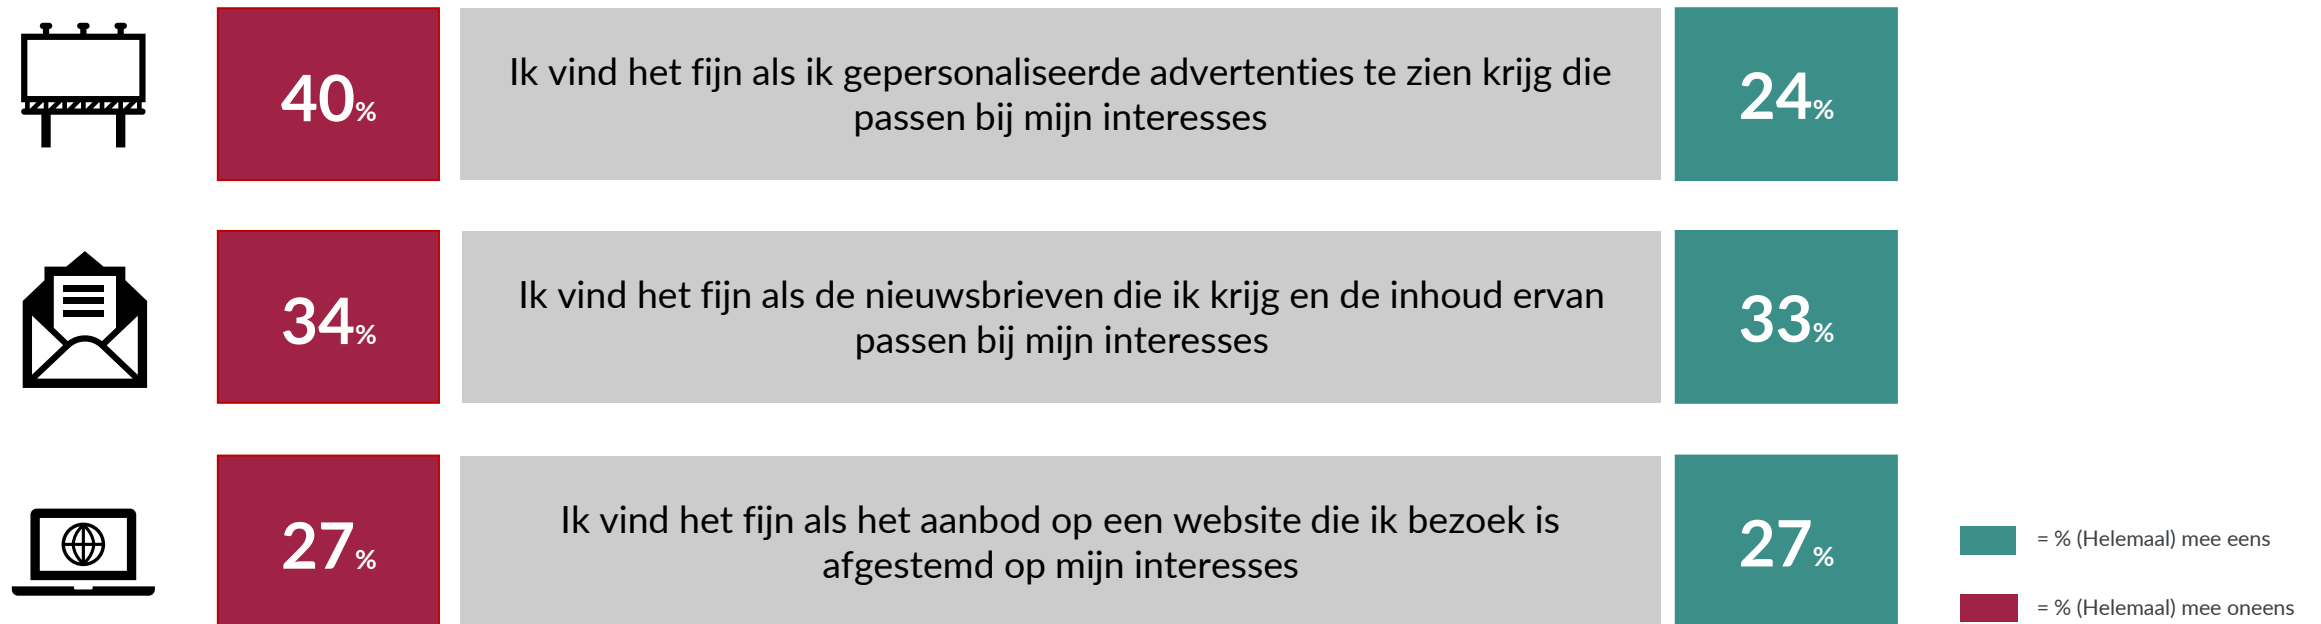 40%
Ik vind het fijn als ik gepersonaliseerde advertenties te zien krijg die
passen bij mijn interesses
24%
34%
Ik vind het fijn als de nieuwsbrieven die ik krijg en de inhoud ervan
passen bij mijn interesses
33%
27%
Ik vind het fijn als het aanbod op een website die ik bezoek is
afgestemd op mijn interesses
27%
= % (Helemaal) mee eens
= % (Helemaal) mee oneens